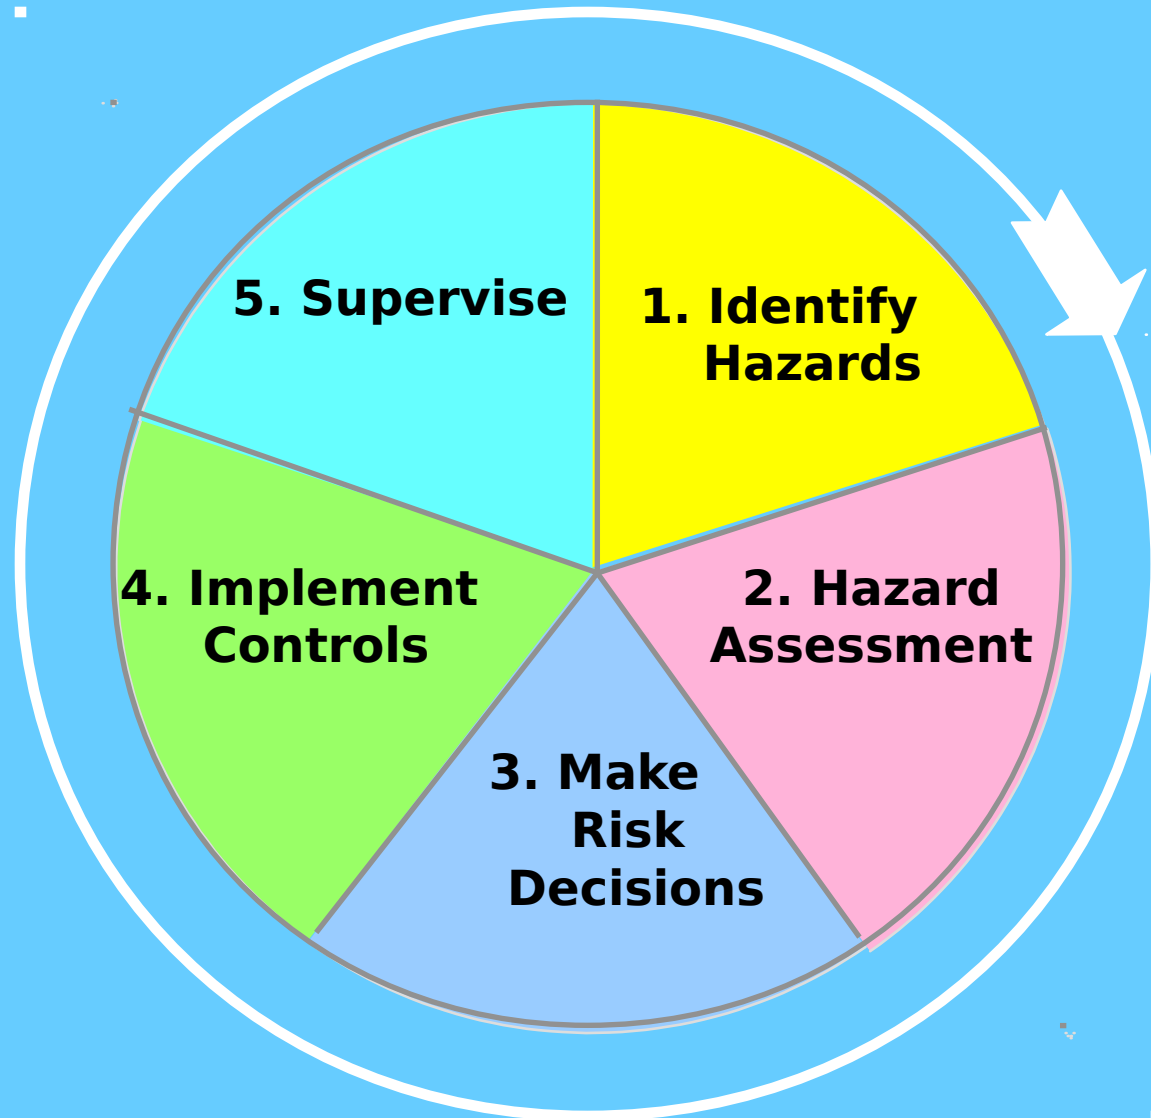 1. Identify
Hazards
2. Hazard
Assessment
3. Make
Risk
Decisions
4. Implement
Controls
5. Supervise